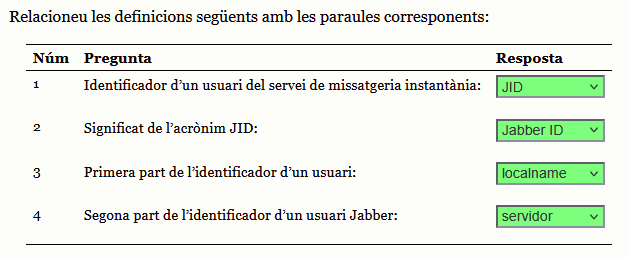 Relacioneu les definicions següents amb les paraules corresponents:
Núm Pregunta Resposta
1 Identificador d’un usuari del servei de missatgeria instantània: JID
2 Significat de l’acrònim JID: Jabber ID
3 Primera part de l’identificador d’un usuari: localname
4 Segona part de l’identificador d’un usuari Jabber: servidor